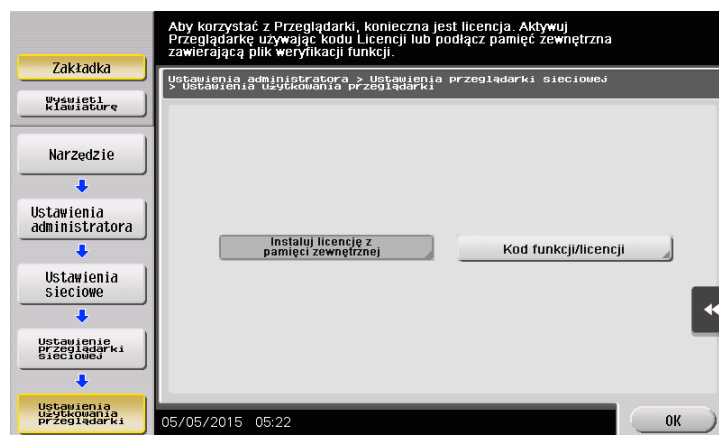 Aby korzystać z Przeglądarki, konieczna jest licencja. Aktywuj
Przeglądarkę używając kodu Licencji lub podłącz pamięć zewnętrzna
zawierającą plik weryfikacji funkcji.
Zakładka
Wyświetl
klawiaturę
Narzędzie
Ustawienia
administratora
Ustawienia
sieciowe
Ustawienie
przeglądarki
sieciowej
Ustawienia
użytkowania
przeglądarki
Ustawienia administratora > Ustawienia przeglądarki sieciowej
> Ustawienia użytkowania przeglądarki
Instaluj licencję z
pamięci zewnętrznej
Kod funkcji/licencji
05/05/2015 05:22
OK